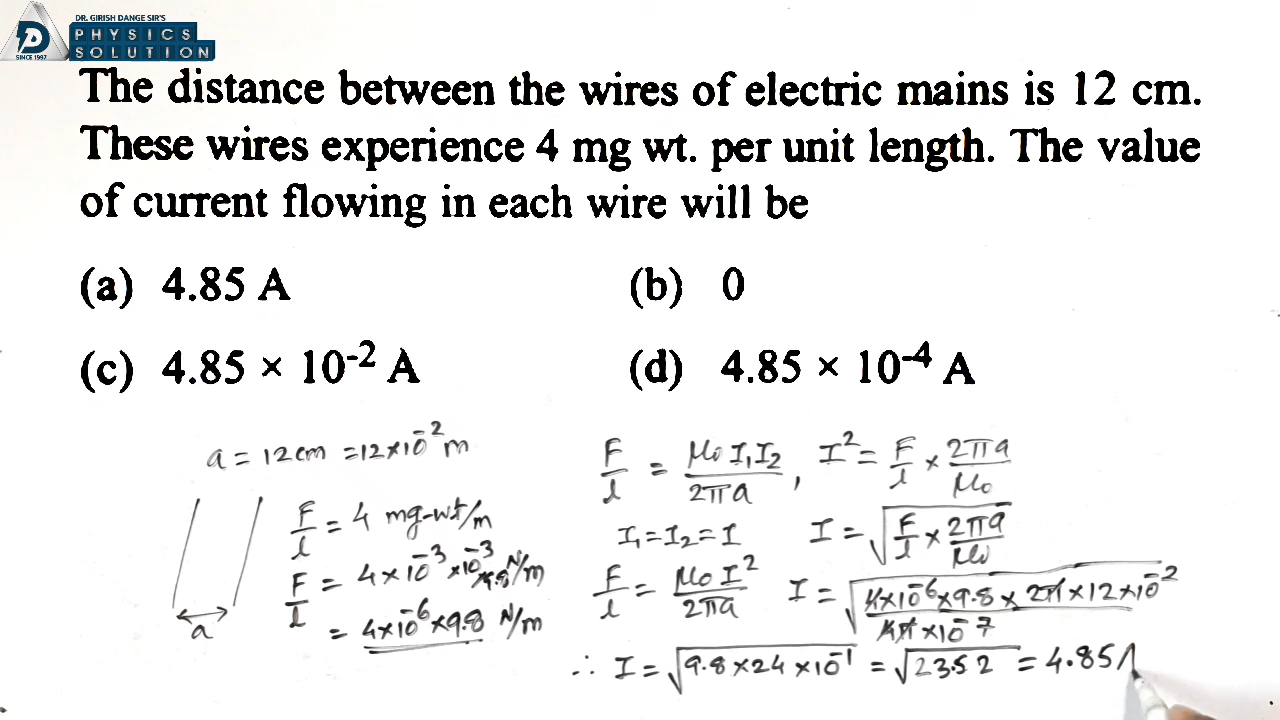 DR. GIRISH DANGE SIR'S
PHYSICS
SOLUTION
SINCE 1997
The distance between the wires of electric mains is 12 cm.
These wires experience 4 mg wt. per unit length. The value
of current flowing in each wire will be
(a) 4.85 A (b) 0
(c) 4.85 × 10⁻² A (d) 4.85 × 10⁻⁴ A
a = 12cm = 12×10⁻² m
F/l = 4 mg-wt/m
F/l = 4×10⁻³ ×10⁻³ ×9.8 N/m
= 4×10⁻⁶ ×9.8 N/m
a
F/l = μ₀ I₁I₂ / 2πa , I² = F/l × 2πa/μ₀
I₁=I₂=I I = √(F/l × 2πa/μ₀)
F/l = μ₀ I² / 2πa I = √(4×10⁻⁶×9.8×2π×12×10⁻² / 4π×10⁻⁷)
∴ I = √(9.8×24×10⁻¹) = √23.52 = 4.85A